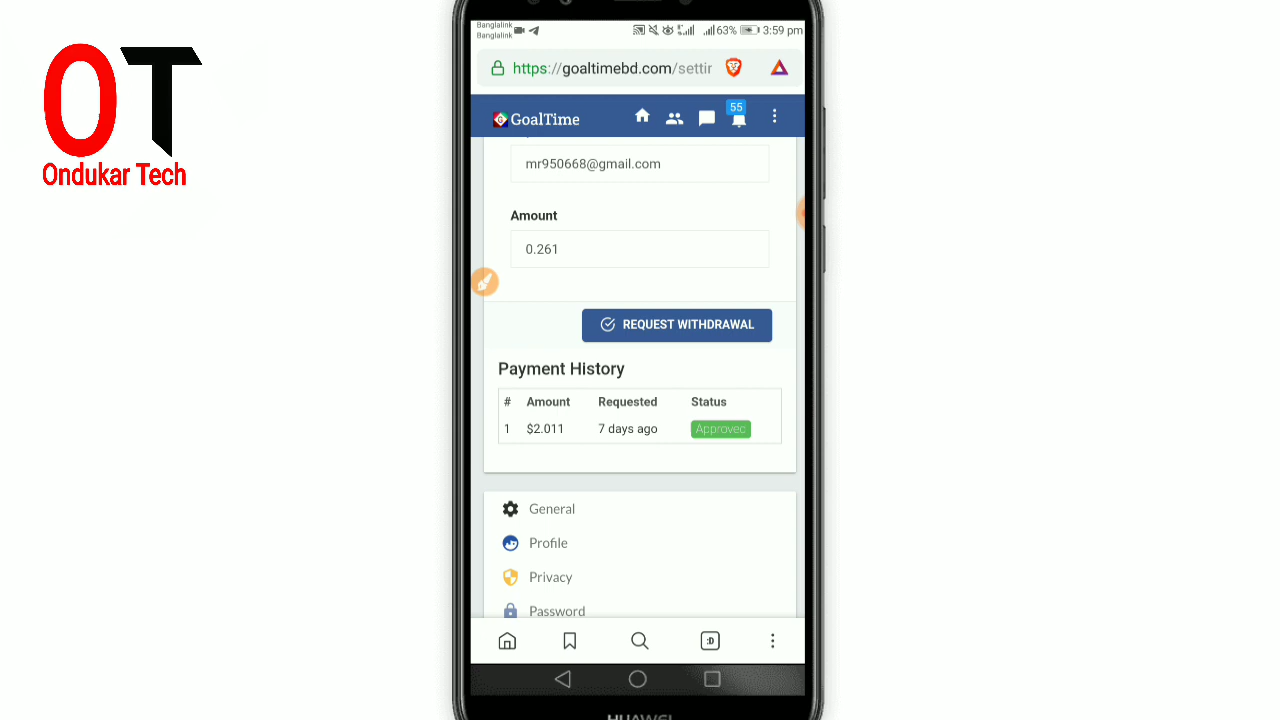 OT
Ondukar Tech
Banglalink
Banglalink
63% 3:59 pm
https://goaltimebd.com/settir
GoalTime
55
mr950668@gmail.com
Amount
0.261
REQUEST WITHDRAWAL
Payment History
# Amount Requested Status
1 $2.011 7 days ago Approved
General
Profile
Privacy
Password
:D
HUAWEI